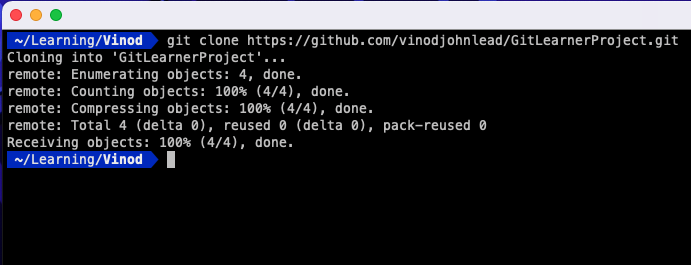 ~/Learning/Vinod git clone https://github.com/vinodjohnlead/GitLearnerProject.git
Cloning into 'GitLearnerProject'...
remote: Enumerating objects: 4, done.
remote: Counting objects: 100% (4/4), done.
remote: Compressing objects: 100% (4/4), done.
remote: Total 4 (delta 0), reused 0 (delta 0), pack-reused 0
Receiving objects: 100% (4/4), done.
~/Learning/Vinod